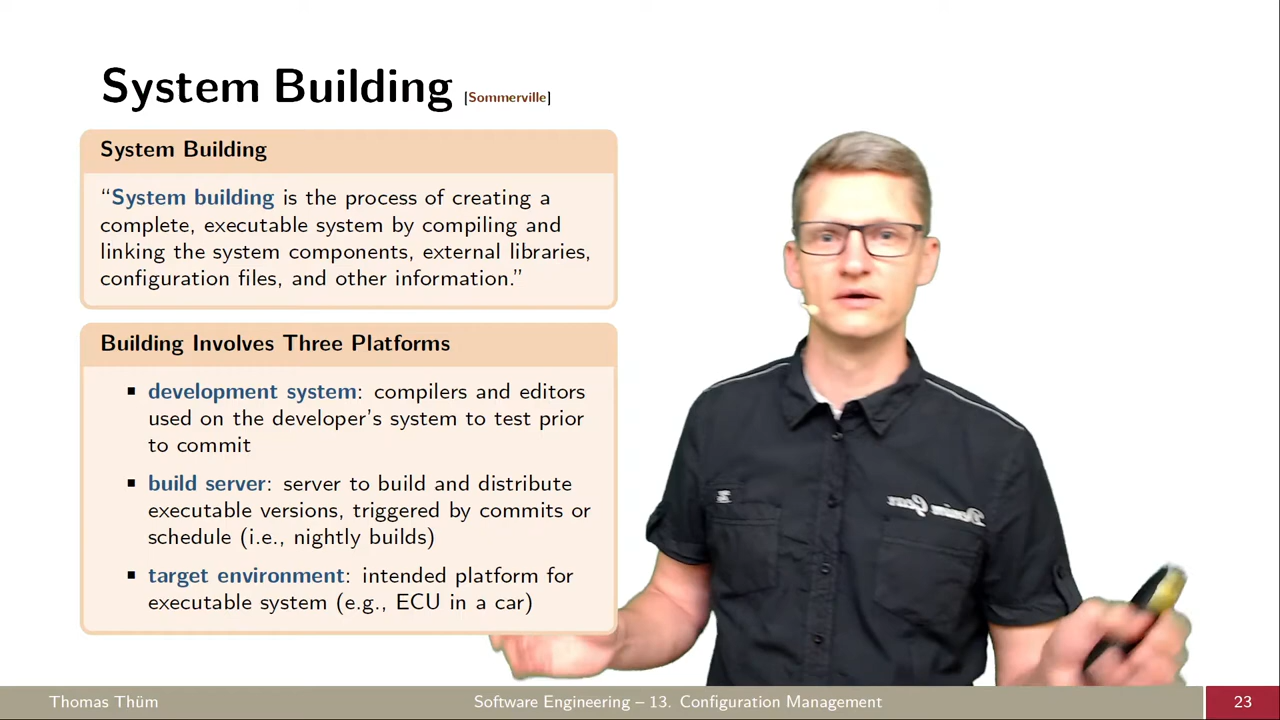 System Building [Sommerville]
System Building
“System building is the process of creating a
complete, executable system by compiling and
linking the system components, external libraries,
configuration files, and other information.”
Building Involves Three Platforms
▪ development system: compilers and editors
used on the developer’s system to test prior
to commit
▪ build server: server to build and distribute
executable versions, triggered by commits or
schedule (i.e., nightly builds)
▪ target environment: intended platform for
executable system (e.g., ECU in a car)
Thomas Thüm
Software Engineering – 13. Configuration Management
23